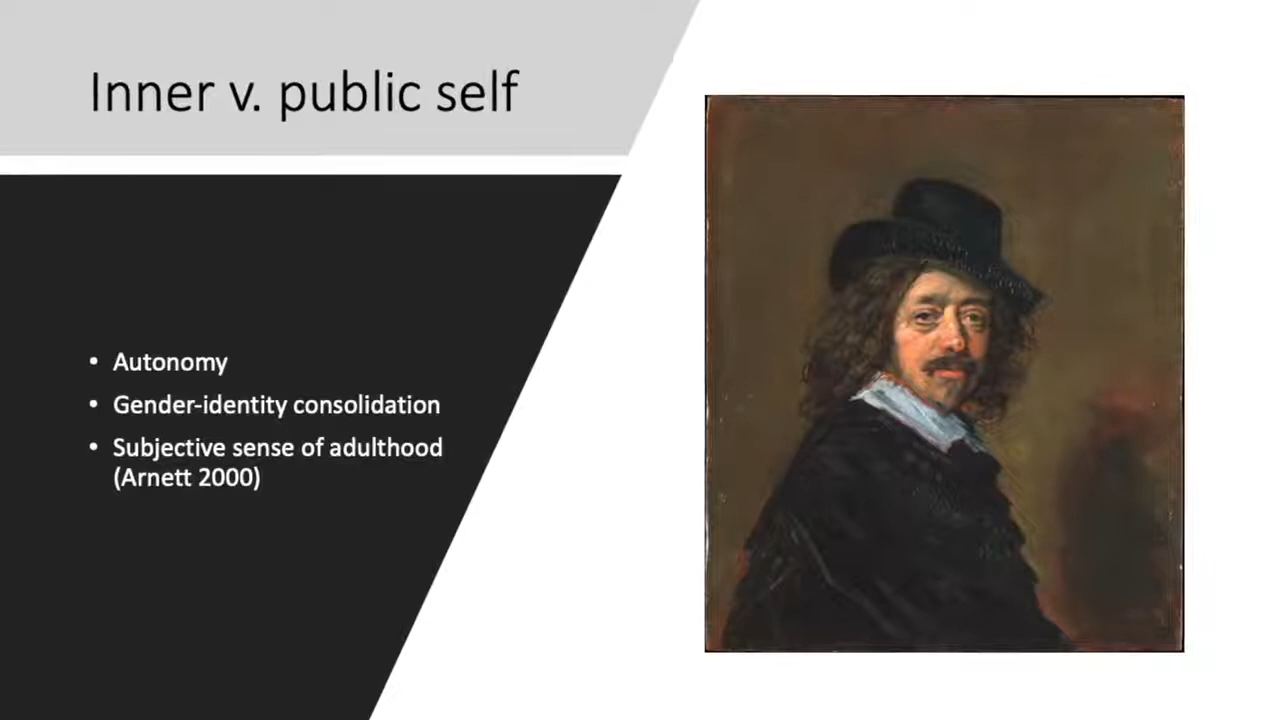 Inner v. public self
• Autonomy
• Gender-identity consolidation
• Subjective sense of adulthood
(Arnett 2000)